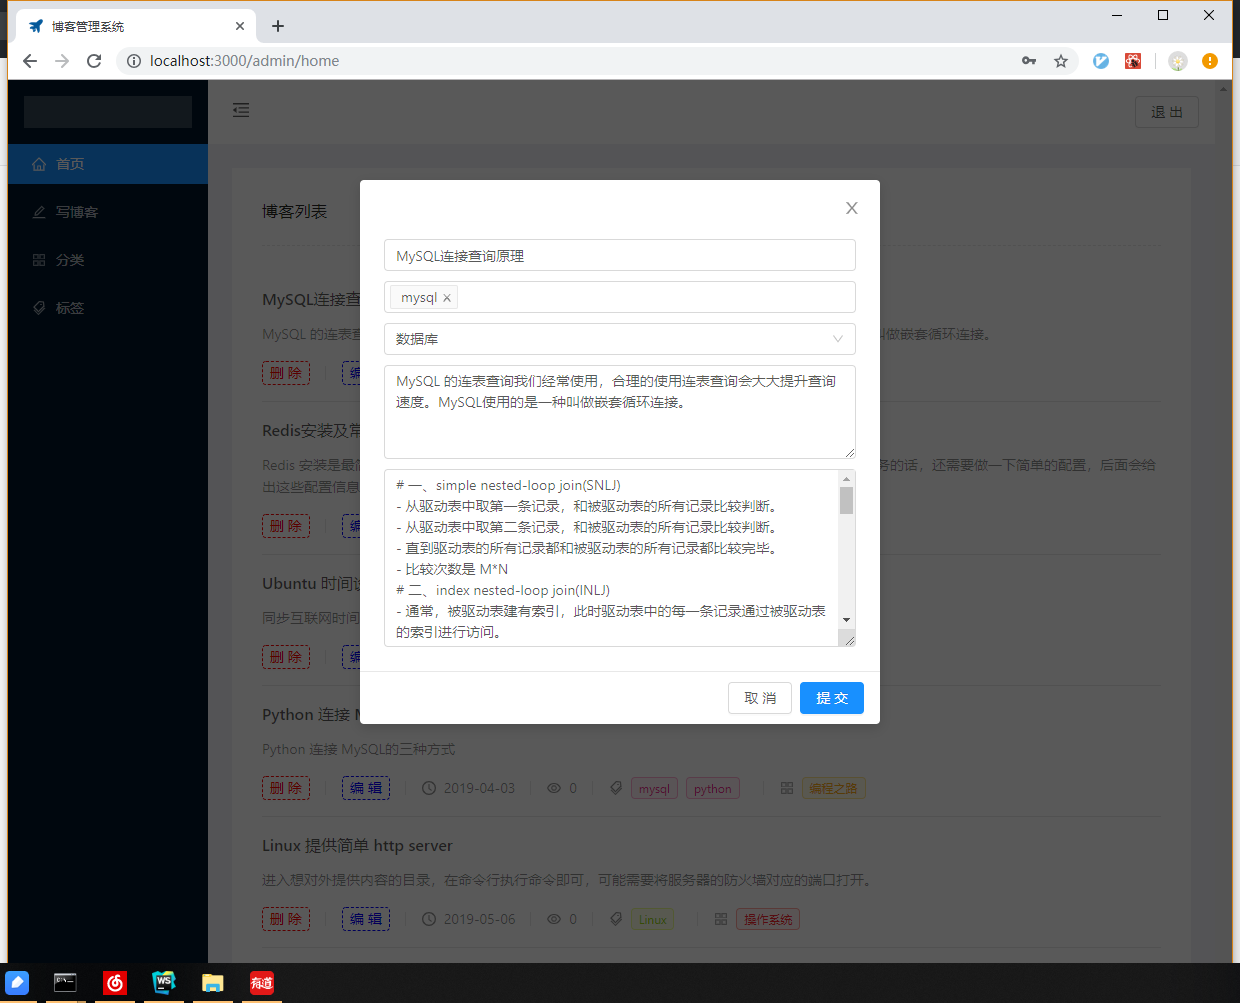 博客管理系统
localhost:3000/admin/home
退 出
首页
写博客
分类
标签
博客列表
MySQL连接查
MySQL 的连表查
叫做嵌套循环连接。
删 除
编
Redis安装及常
Redis 安装是最简
务的话，还需要做一下简单的配置，后面会给
出这些配置信息
删 除
编
Ubuntu 时间设
同步互联网时间
删 除
编
Python 连接 M
Python 连接 MySQL的三种方式
删 除 编 辑 2019-04-03 0 mysql python 编程之路
Linux 提供简单 http server
进入想对外提供内容的目录，在命令行执行命令即可，可能需要将服务器的防火墙对应的端口打开。
删 除 编 辑 2019-05-06 0 Linux 操作系统
MySQL连接查询原理
mysql
数据库
MySQL 的连表查询我们经常使用，合理的使用连表查询会大大提升查询
速度。MySQL使用的是一种叫做嵌套循环连接。
# 一、simple nested-loop join(SNLJ)
- 从驱动表中取第一条记录，和被驱动表的所有记录比较判断。
- 从驱动表中取第二条记录，和被驱动表的所有记录比较判断。
- 直到驱动表的所有记录都和被驱动表的所有记录都比较完毕。
- 比较次数是 M*N
# 二、index nested-loop join(INLJ)
- 通常，被驱动表建有索引，此时驱动表中的每一条记录通过被驱动表
的索引进行访问。
取 消 提 交
WS
有道